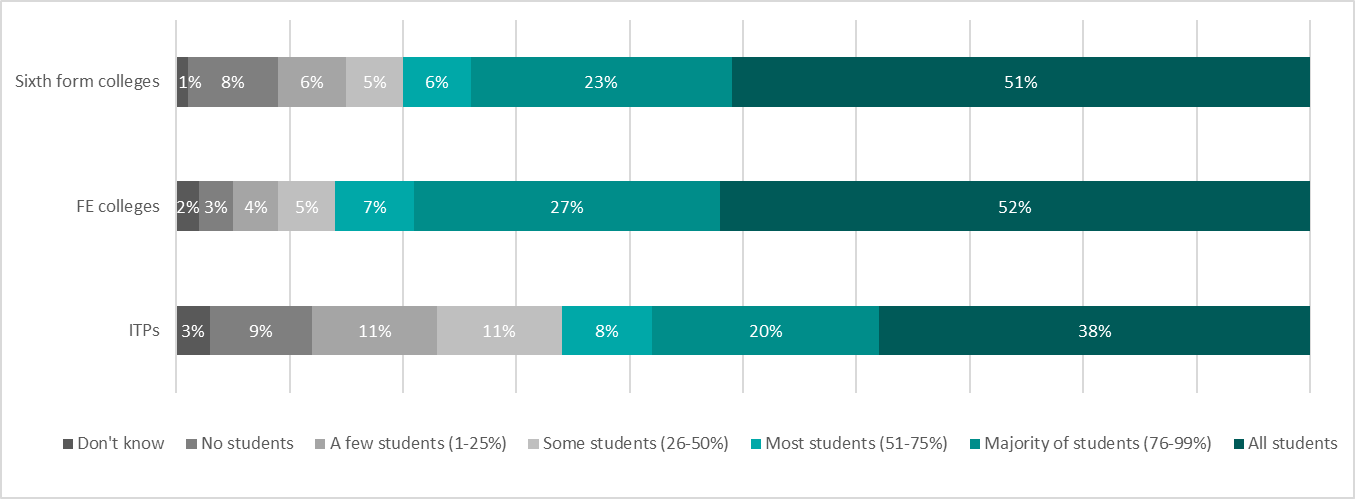 Sixth form colleges 1% 8% 6% 5% 6% 23% 51%
FE colleges 2% 3% 4% 5% 7% 27% 52%
ITPs 3% 9% 11% 11% 8% 20% 38%
Don't know No students A few students (1-25%) Some students (26-50%) Most students (51-75%) Majority of students (76-99%) All students